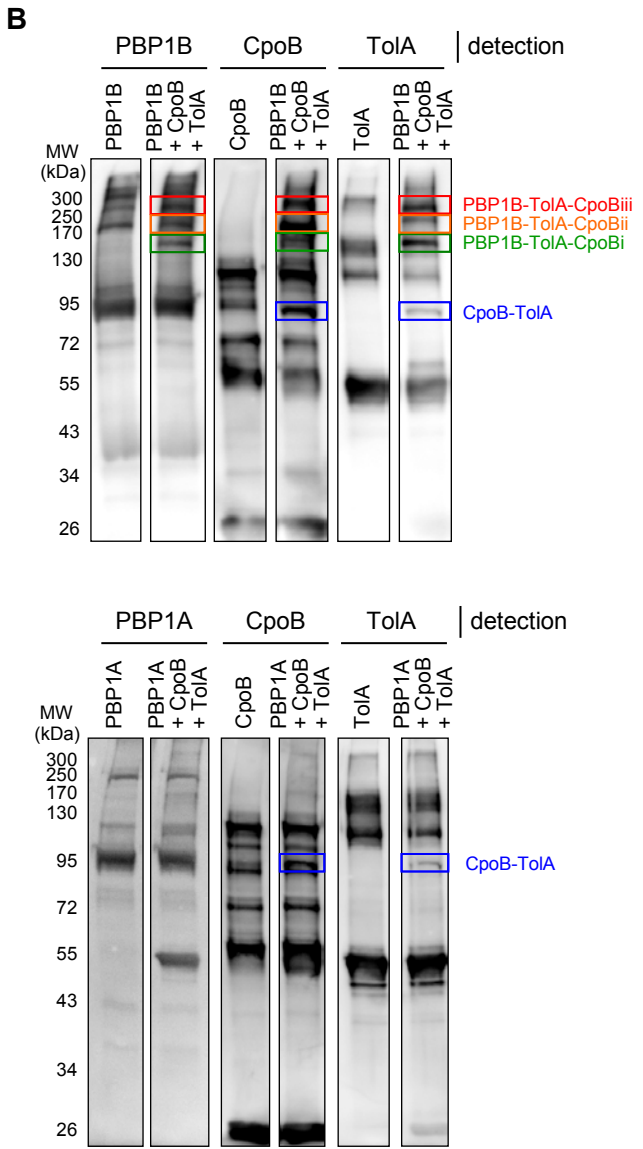 B
PBP1B CpoB TolA | detection
PBP1B
PBP1B
+ CpoB
+ TolA
CpoB
PBP1B
+ CpoB
+ TolA
TolA
PBP1B
+ CpoB
+ TolA
MW
(kDa)
300
250
170
130
95
72
55
43
34
26
PBP1B-TolA-CpoBiii
PBP1B-TolA-CpoBii
PBP1B-TolA-CpoBi
CpoB-TolA
PBP1A CpoB TolA | detection
PBP1A
PBP1A
+ CpoB
+ TolA
CpoB
PBP1A
+ CpoB
+ TolA
TolA
PBP1A
+ CpoB
+ TolA
MW
(kDa)
300
250
170
130
95
72
55
43
34
26
CpoB-TolA